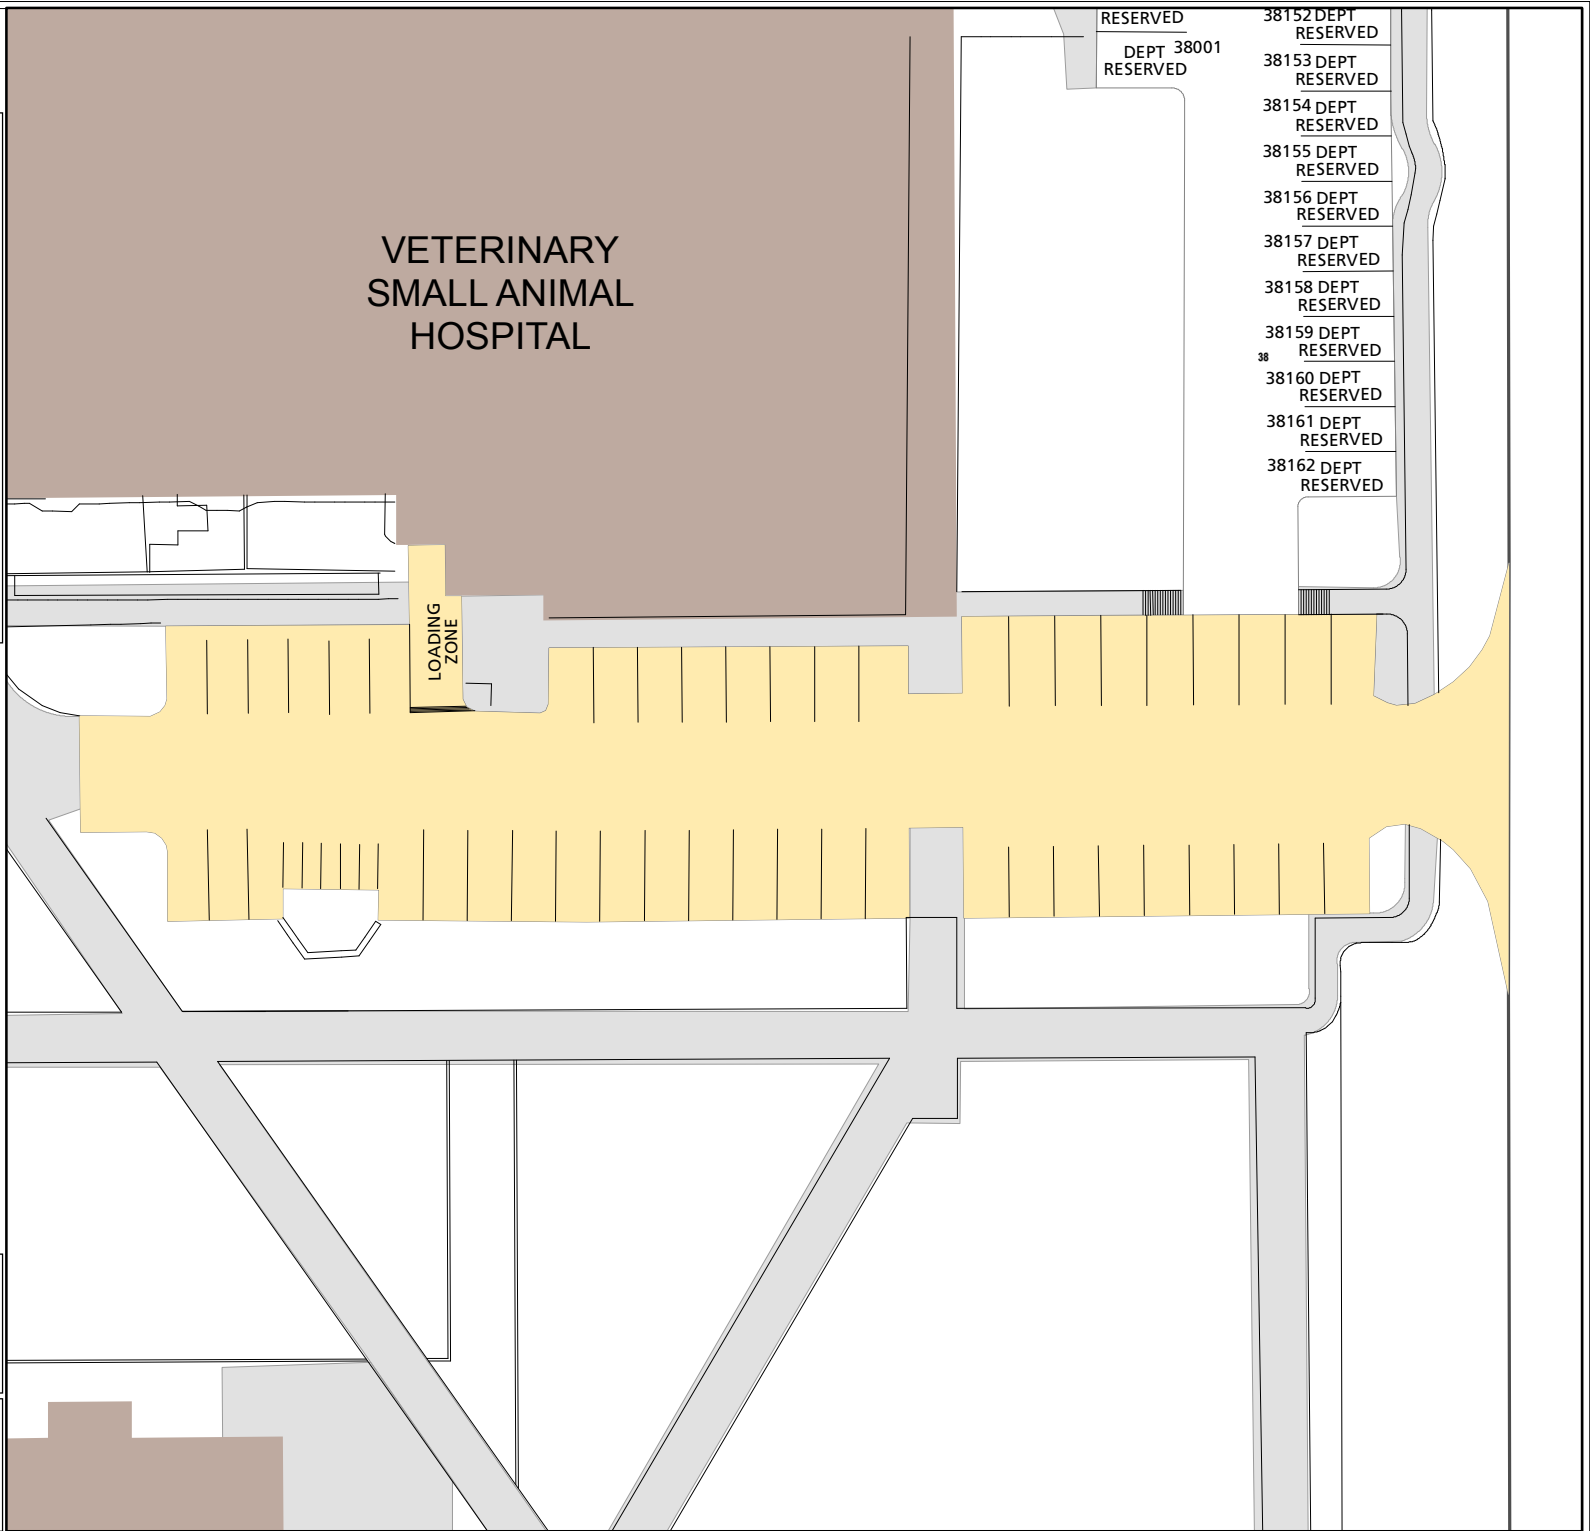 RESERVED
38001
DEPT
RESERVED
38152 DEPT
RESERVED
38153 DEPT
RESERVED
38154 DEPT
RESERVED
38155 DEPT
RESERVED
38156 DEPT
RESERVED
38157 DEPT
RESERVED
38158 DEPT
RESERVED
38159 DEPT
RESERVED
38
38160 DEPT
RESERVED
38161 DEPT
RESERVED
38162 DEPT
RESERVED
VETERINARY
SMALL ANIMAL
HOSPITAL
LOADING
ZONE